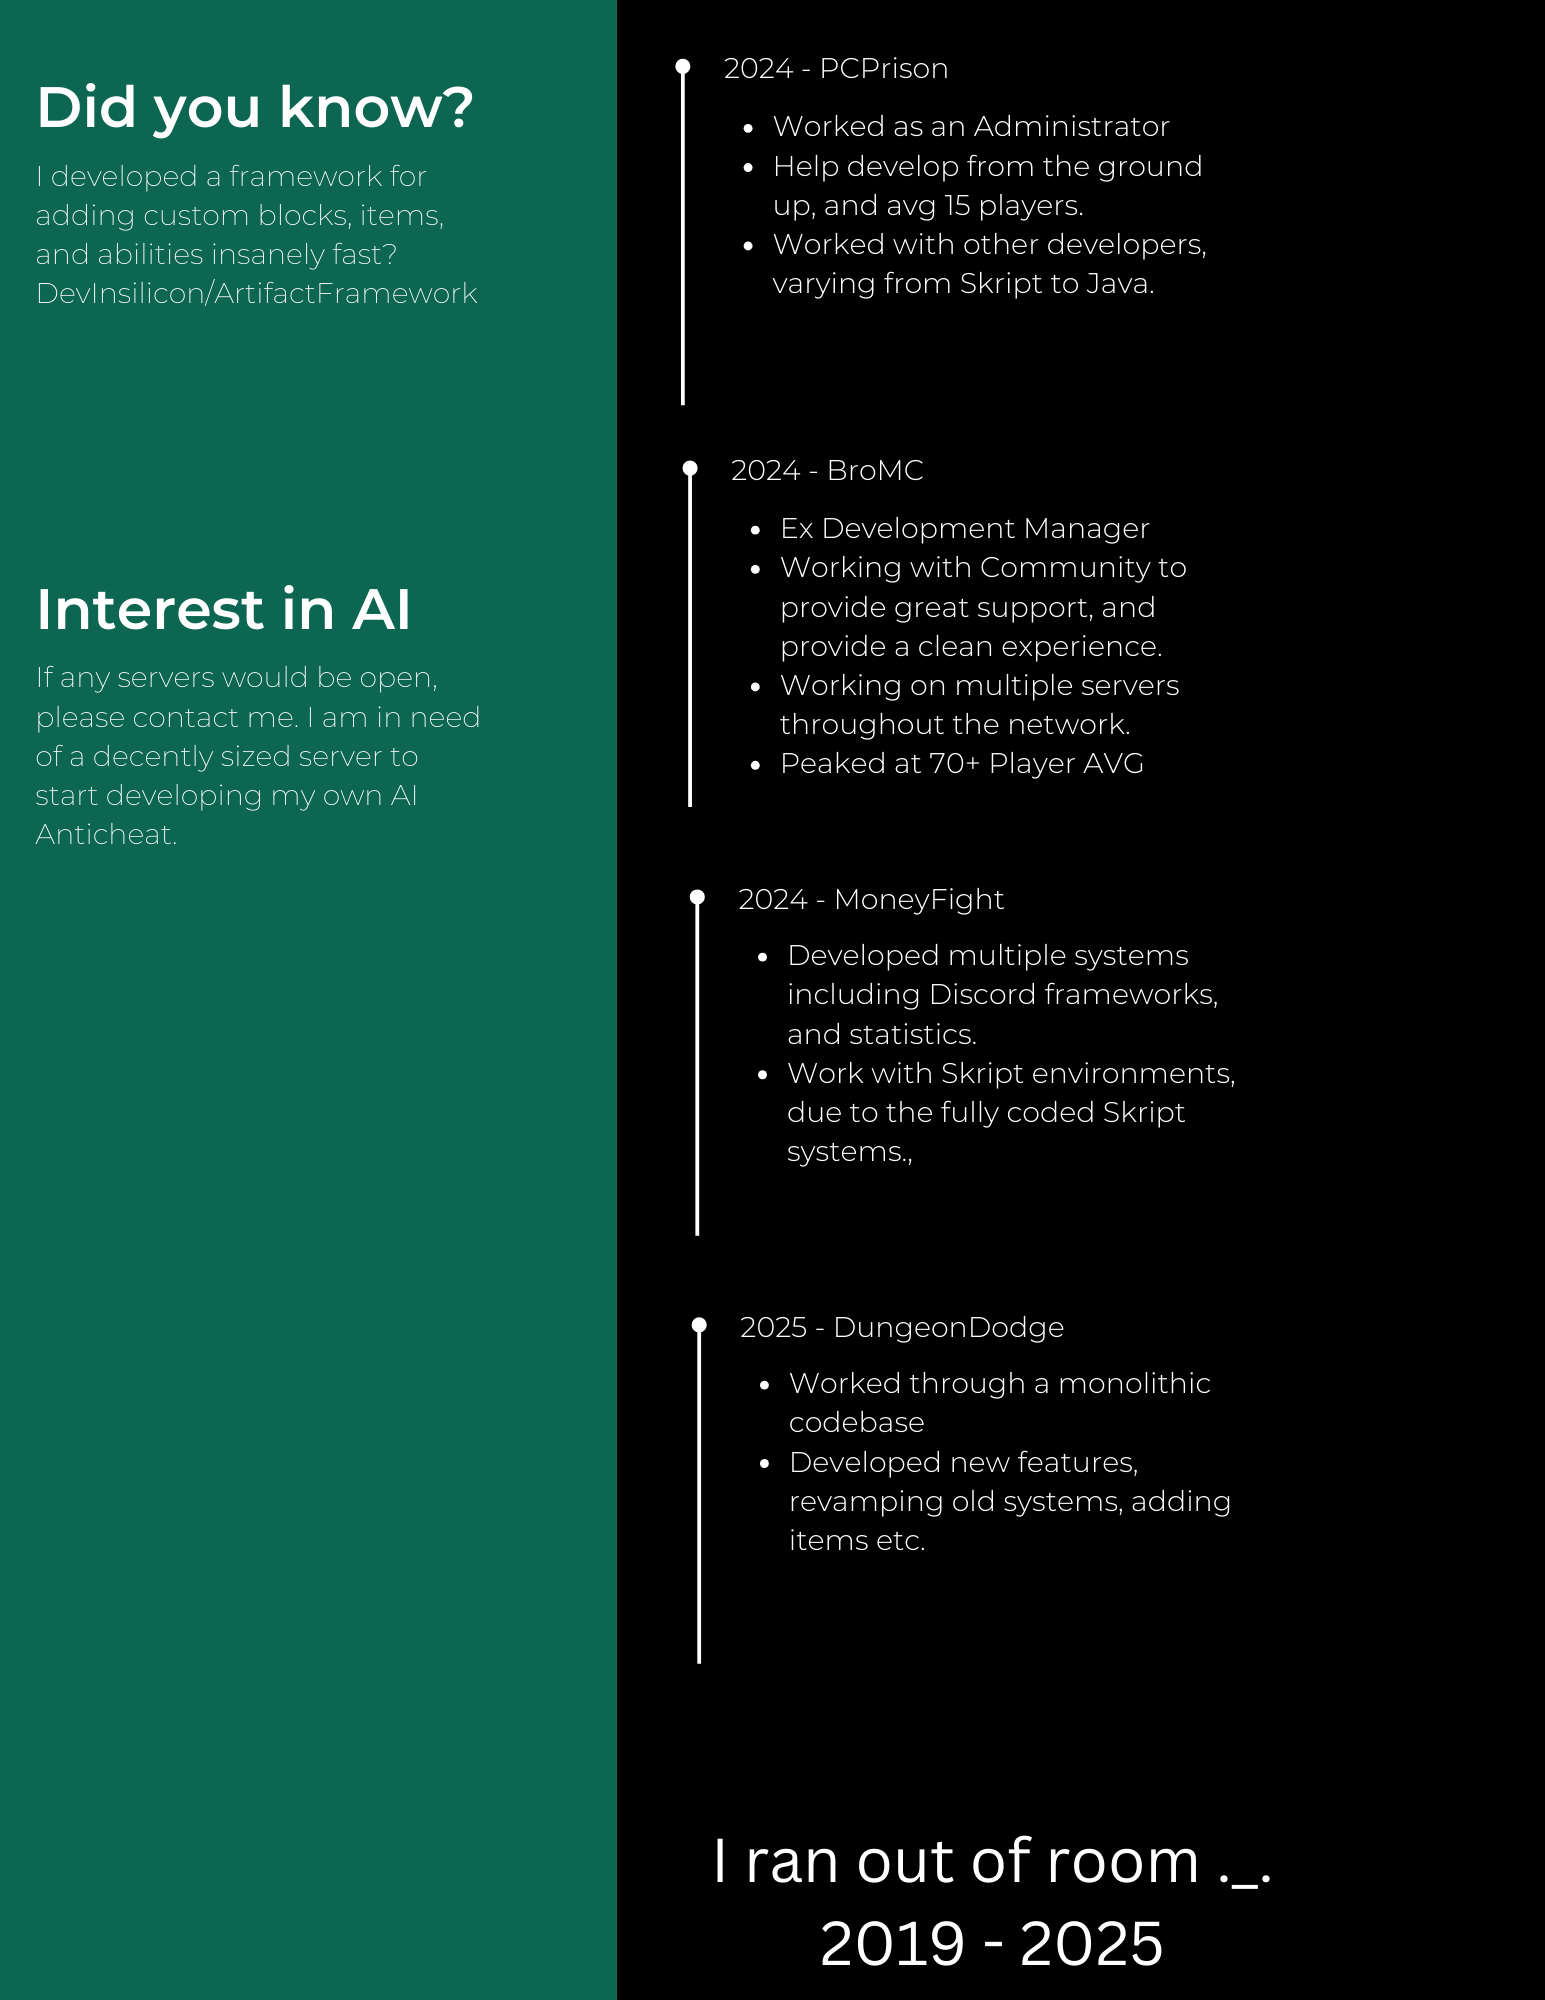 Did you know?
I developed a framework for
adding custom blocks, items,
and abilities insanely fast?
DevInsilicon/ArtifactFramework
Interest in AI
If any servers would be open,
please contact me. I am in need
of a decently sized server to
start developing my own AI
Anticheat.
2024 - PCPrison
• Worked as an Administrator
• Help develop from the ground
up, and avg 15 players.
• Worked with other developers,
varying from Skript to Java.
2024 - BroMC
• Ex Development Manager
• Working with Community to
provide great support, and
provide a clean experience.
• Working on multiple servers
throughout the network.
• Peaked at 70+ Player AVG
2024 - MoneyFight
• Developed multiple systems
including Discord frameworks,
and statistics.
• Work with Skript environments,
due to the fully coded Skript
systems.,
2025 - DungeonDodge
• Worked through a monolithic
codebase
• Developed new features,
revamping old systems, adding
items etc.
I ran out of room ._.
2019 - 2025